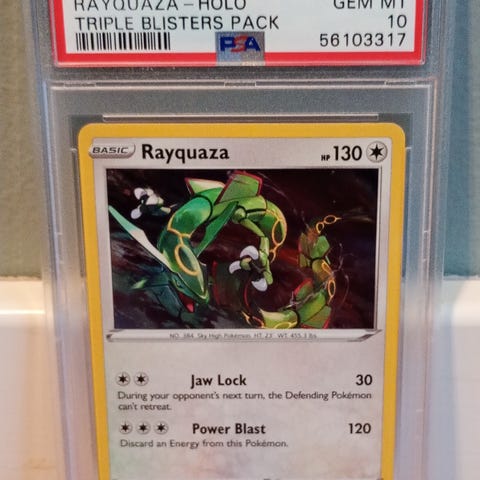 RAYQUAZA – HOLO GEM MT
TRIPLE BLISTERS PACK 10
PSA 56103317
BASIC Rayquaza HP 130
NO. 384 Sky High Pokémon HT: 23' WT: 455.3 lbs.
Jaw Lock 30
During your opponent's next turn, the Defending Pokémon
can't retreat.
Power Blast 120
Discard an Energy from this Pokémon.